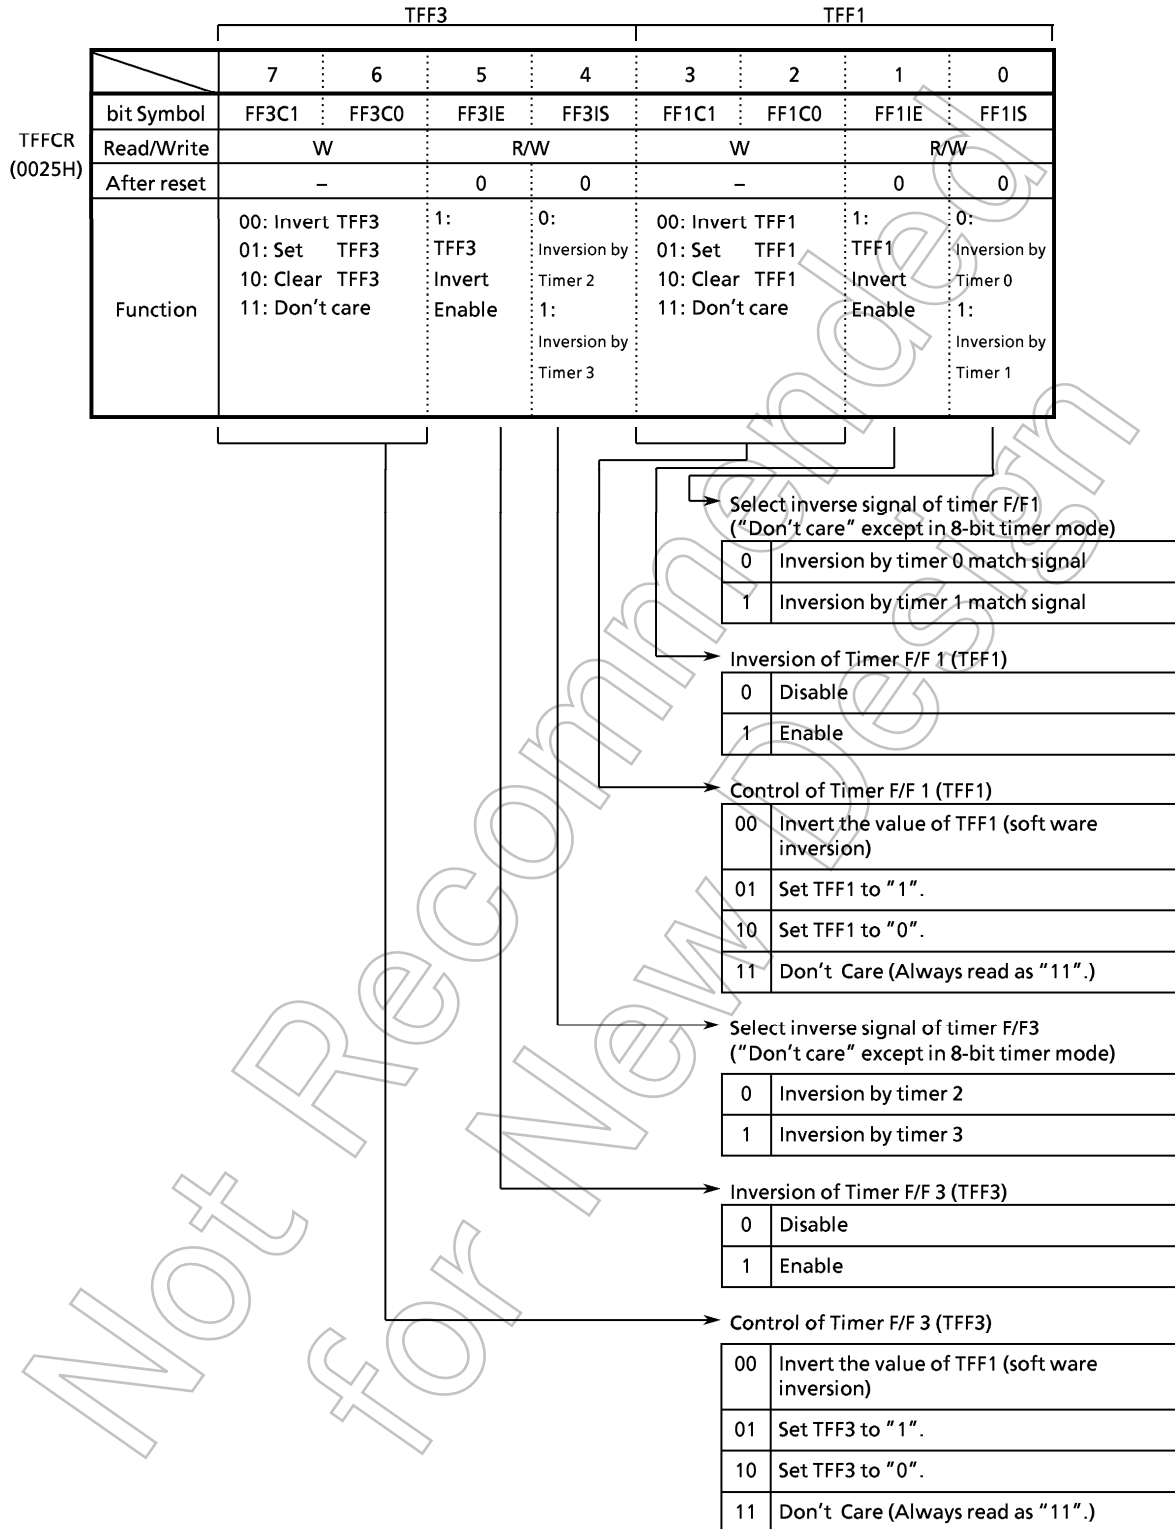 TFF3 TFF1
7 6 5 4 3 2 1 0
bit Symbol FF3C1 FF3C0 FF3IE FF3IS FF1C1 FF1C0 FF1IE FF1IS
TFFCR
(0025H)
Read/Write W R/W W R/W
After reset – 0 0 – 0 0
Function
00: Invert TFF3
01: Set TFF3
10: Clear TFF3
11: Don't care
1:
TFF3
Invert
Enable
0:
Inversion by
Timer 2
1:
Inversion by
Timer 3
00: Invert TFF1
01: Set TFF1
10: Clear TFF1
11: Don't care
1:
TFF1
Invert
Enable
0:
Inversion by
Timer 0
1:
Inversion by
Timer 1
Select inverse signal of timer F/F1
("Don't care" except in 8-bit timer mode)
0 Inversion by timer 0 match signal
1 Inversion by timer 1 match signal
Inversion of Timer F/F 1 (TFF1)
0 Disable
1 Enable
Control of Timer F/F 1 (TFF1)
00 Invert the value of TFF1 (soft ware
inversion)
01 Set TFF1 to "1".
10 Set TFF1 to "0".
11 Don't Care (Always read as "11".)
Select inverse signal of timer F/F3
("Don't care" except in 8-bit timer mode)
0 Inversion by timer 2
1 Inversion by timer 3
Inversion of Timer F/F 3 (TFF3)
0 Disable
1 Enable
Control of Timer F/F 3 (TFF3)
00 Invert the value of TFF1 (soft ware
inversion)
01 Set TFF3 to "1".
10 Set TFF3 to "0".
11 Don't Care (Always read as "11".)
Not Recommended
for New Design